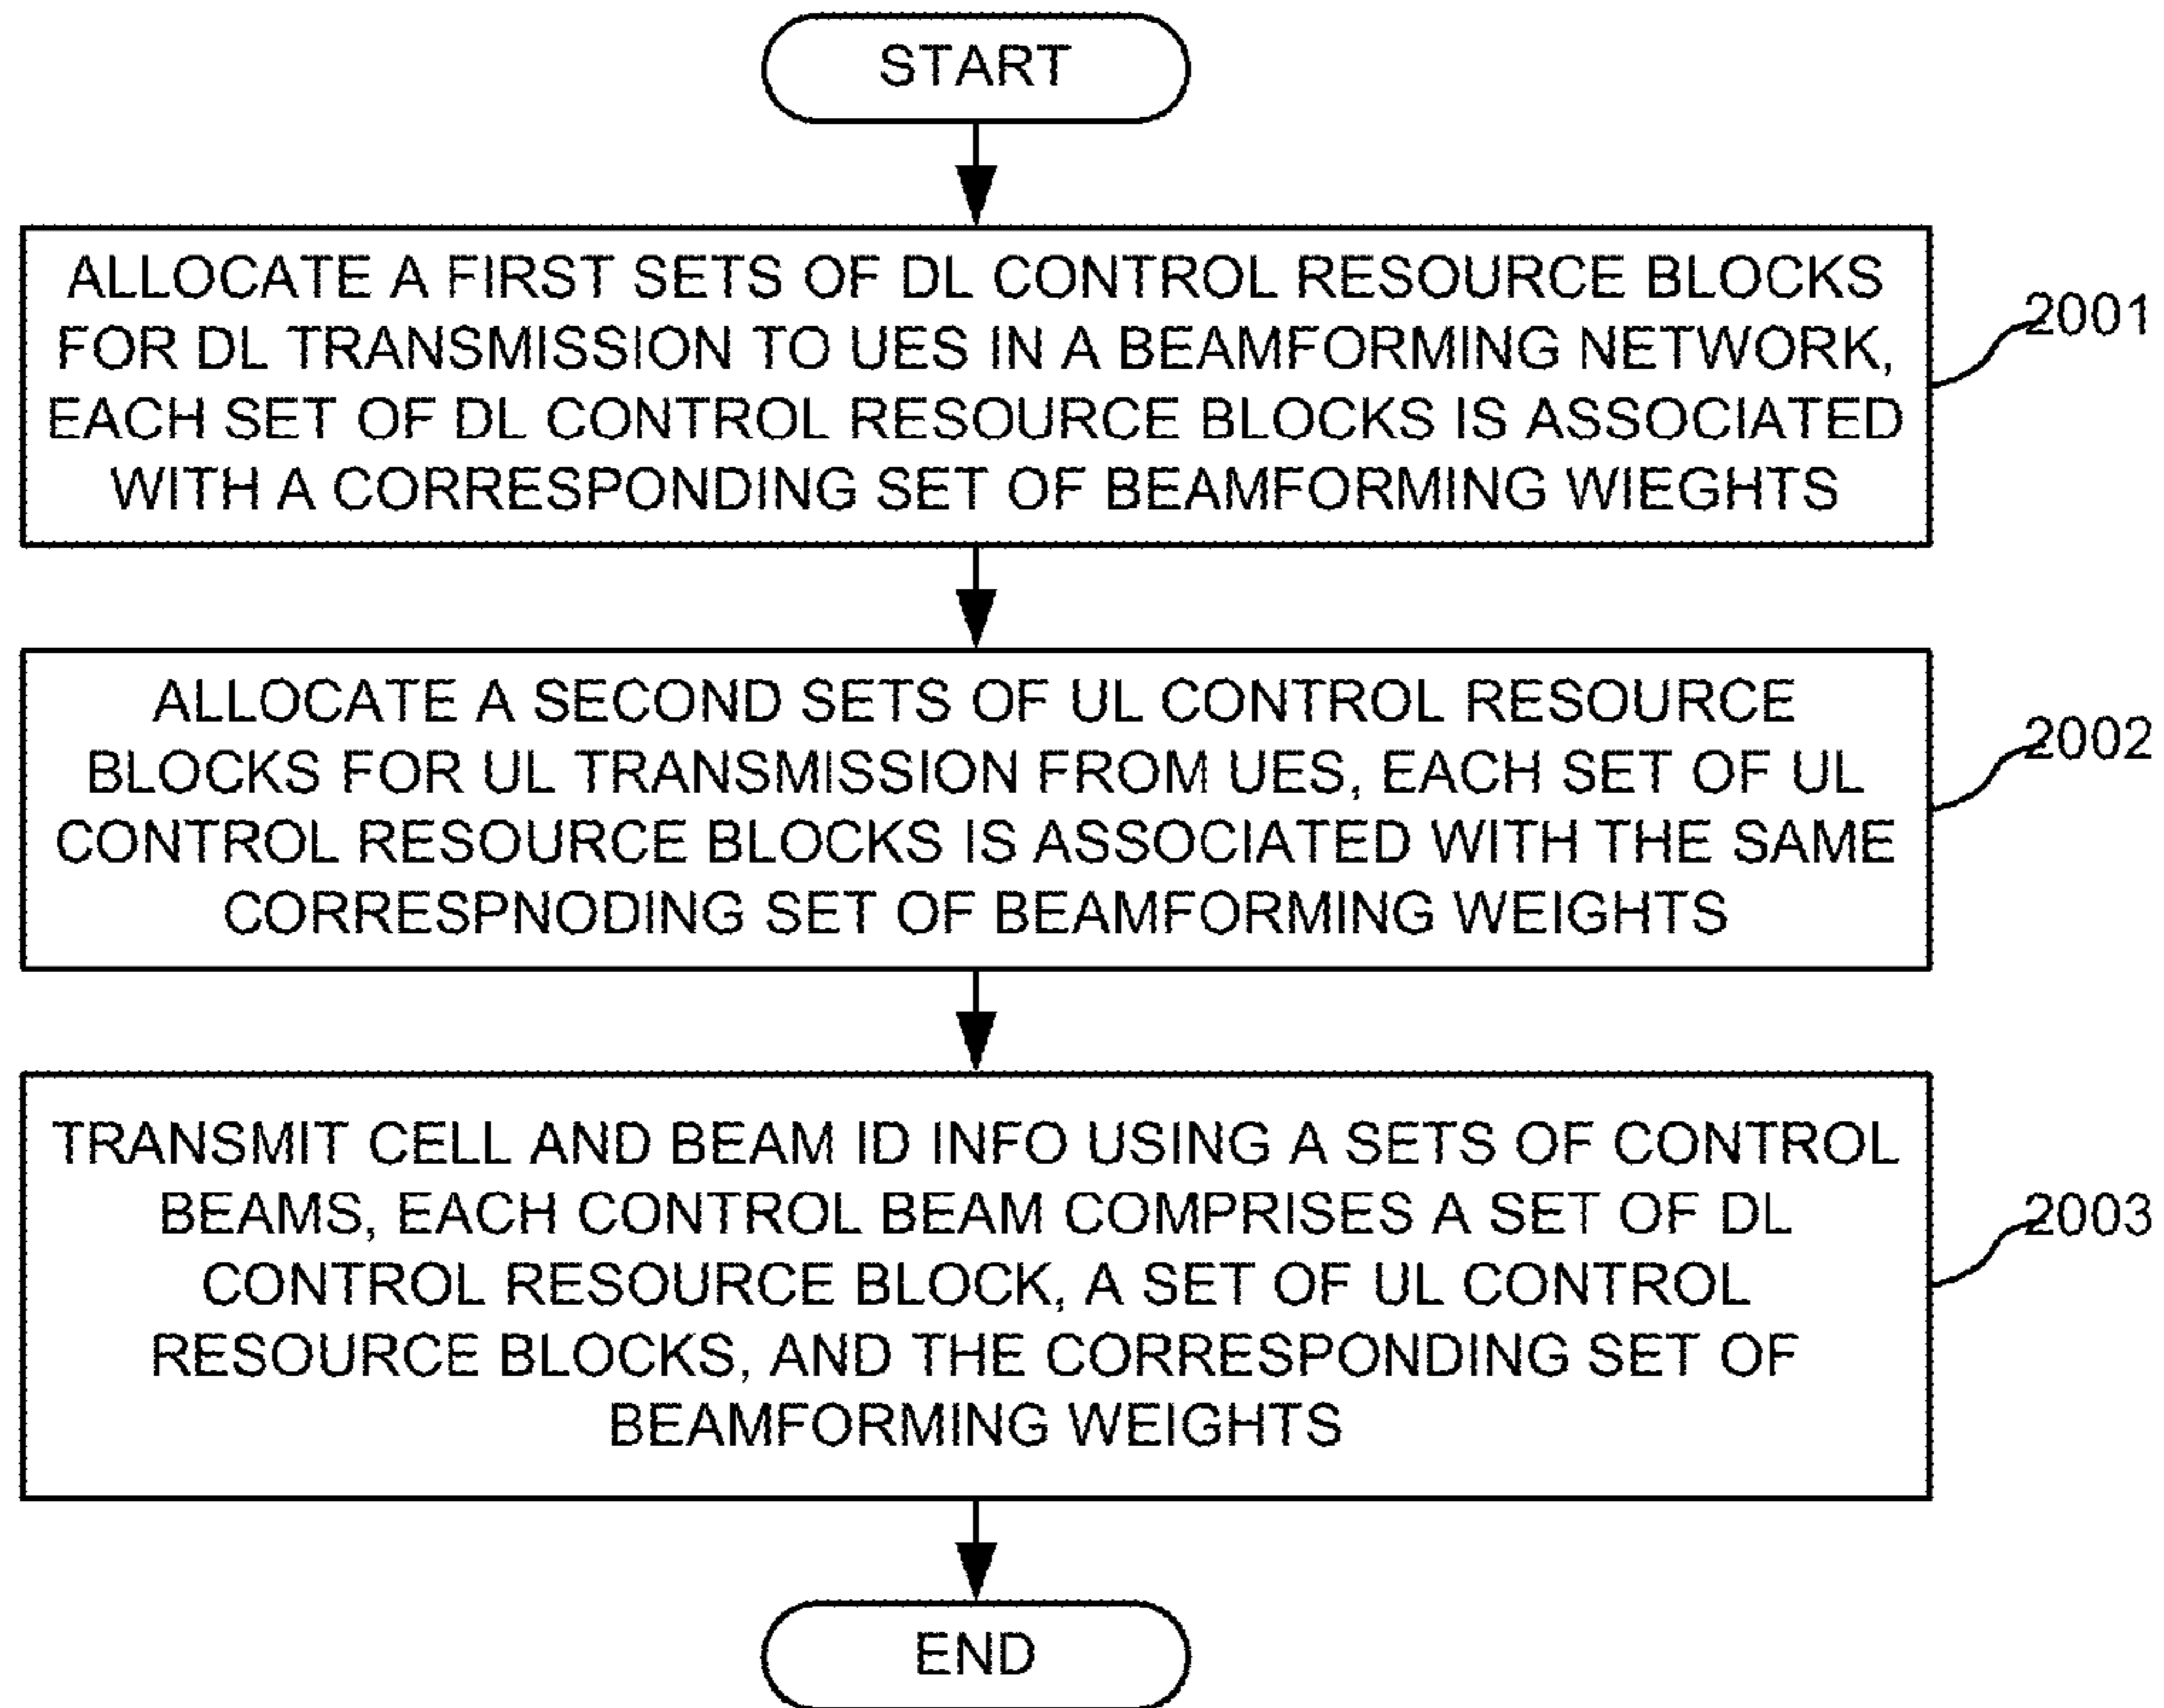 START
ALLOCATE A FIRST SETS OF DL CONTROL RESOURCE BLOCKS
FOR DL TRANSMISSION TO UES IN A BEAMFORMING NETWORK,
EACH SET OF DL CONTROL RESOURCE BLOCKS IS ASSOCIATED
WITH A CORRESPONDING SET OF BEAMFORMING WIEGHTS
2001
ALLOCATE A SECOND SETS OF UL CONTROL RESOURCE
BLOCKS FOR UL TRANSMISSION FROM UES, EACH SET OF UL
CONTROL RESOURCE BLOCKS IS ASSOCIATED WITH THE SAME
CORRESPNODING SET OF BEAMFORMING WEIGHTS
2002
TRANSMIT CELL AND BEAM ID INFO USING A SETS OF CONTROL
BEAMS, EACH CONTROL BEAM COMPRISES A SET OF DL
CONTROL RESOURCE BLOCK, A SET OF UL CONTROL
RESOURCE BLOCKS, AND THE CORRESPONDING SET OF
BEAMFORMING WEIGHTS
2003
END